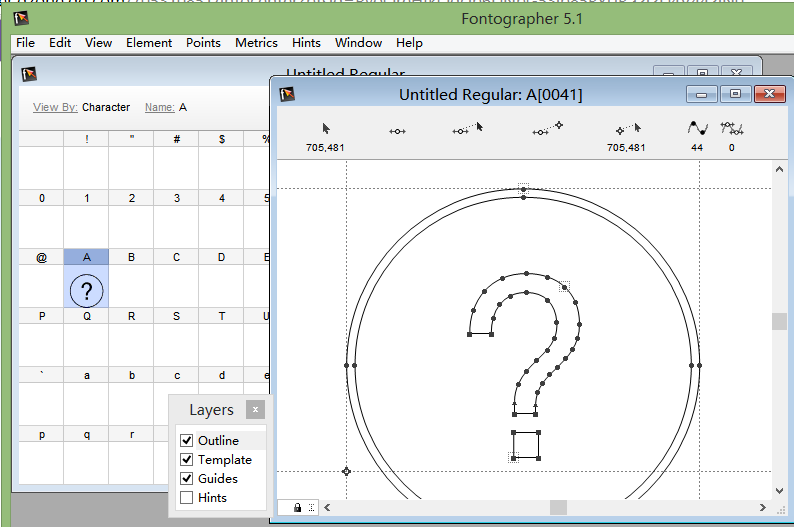 Fontographer 5.1
File Edit View Element Points Metrics Hints Window Help
Untitled Regular
Untitled Regular: A[0041]
View By: Character Name: A
705,481 705,481 44 0
! " # $ %
0 1 2 3 4 5
@ A B C D E
?
P Q R S T U
` a b c d e
p q r
Layers x
Outline
Template
Guides
Hints